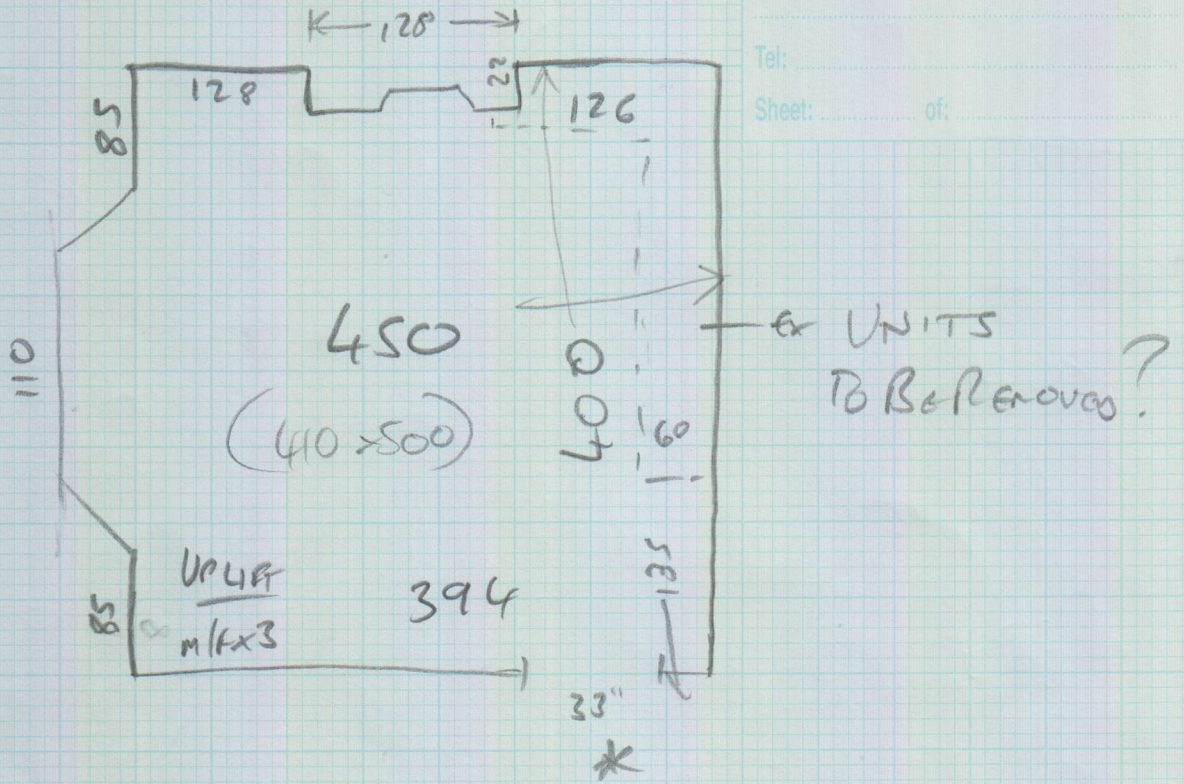 128
Tel:
Sheet: of:
128
22
126
85
450
400
Ex UNITS
TO BE REMOVED?
110
(410 x 500)
60
135
UPLIFT
m/f x 3
394
85
33"
*